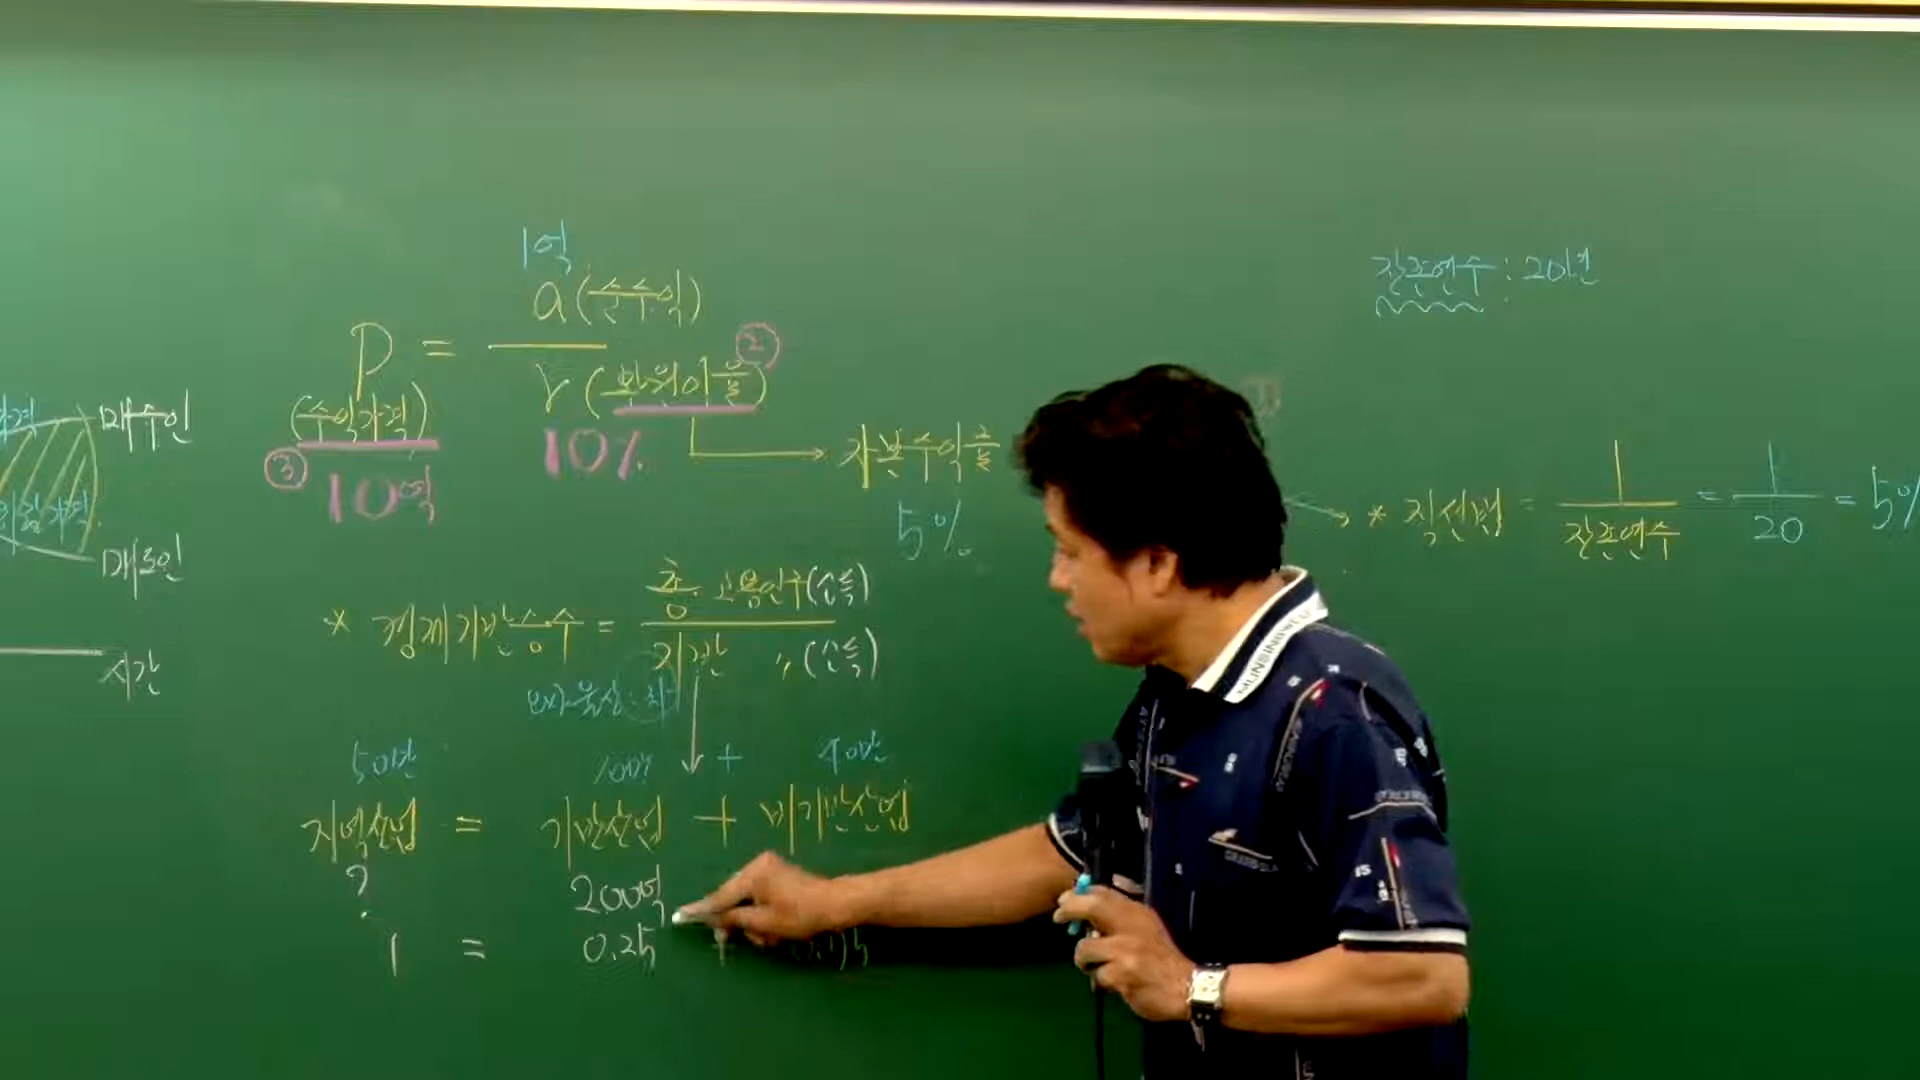 1억
a (순수익)
P = r (환원이율) ②
(수익가격) 10% → 자본수익률
③ 10억 5%
매수인
매도인
시간
잔존연수 : 20년
* 직선법 = 1/잔존연수 = 1/20 = 5%
* 경제기반승수 = 총 고용인구(소득)
기반 〃 (소득)
50만 10만 + 40만
지역산업 = 기반산업 + 비기반산업
? 200억
1 = 0.25
MUNSINGWEAR